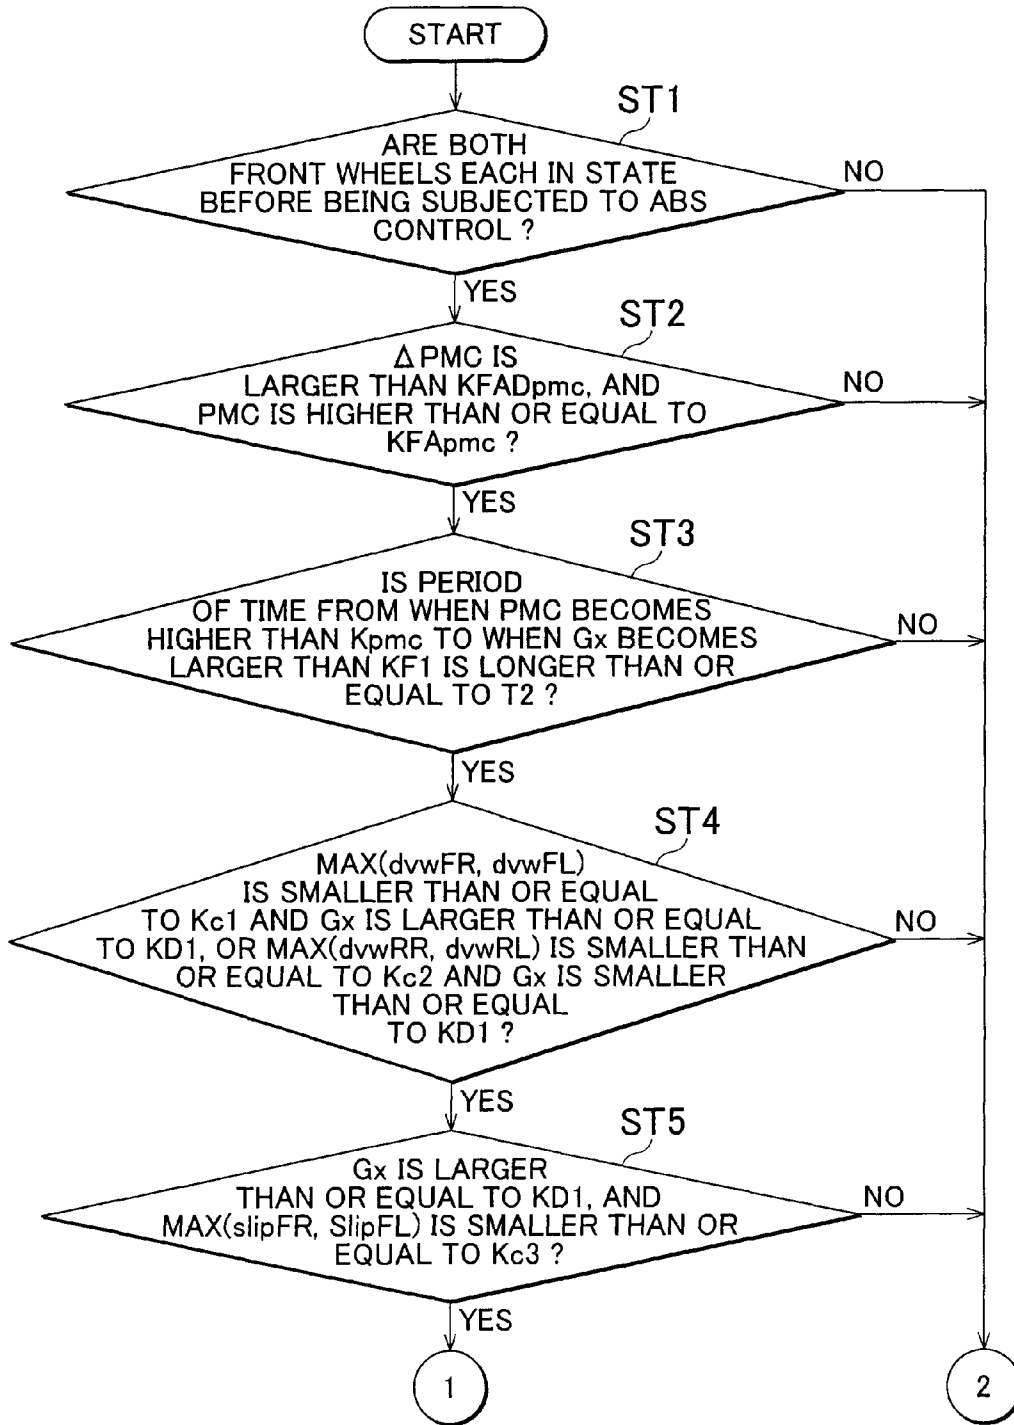 START
ST1
ARE BOTH
FRONT WHEELS EACH IN STATE
BEFORE BEING SUBJECTED TO ABS
CONTROL ?
NO
YES
ST2
Δ PMC IS
LARGER THAN KFADpmc, AND
PMC IS HIGHER THAN OR EQUAL TO
KFApmc ?
NO
YES
ST3
IS PERIOD
OF TIME FROM WHEN PMC BECOMES
HIGHER THAN Kpmc TO WHEN Gx BECOMES
LARGER THAN KF1 IS LONGER THAN OR
EQUAL TO T2 ?
NO
YES
ST4
MAX(dvwFR, dvwFL)
IS SMALLER THAN OR EQUAL
TO Kc1 AND Gx IS LARGER THAN OR EQUAL
TO KD1, OR MAX(dvwRR, dvwRL) IS SMALLER THAN
OR EQUAL TO Kc2 AND Gx IS SMALLER
THAN OR EQUAL
TO KD1 ?
NO
YES
ST5
Gx IS LARGER
THAN OR EQUAL TO KD1, AND
MAX(slipFR, SlipFL) IS SMALLER THAN OR
EQUAL TO Kc3 ?
NO
YES
1
2